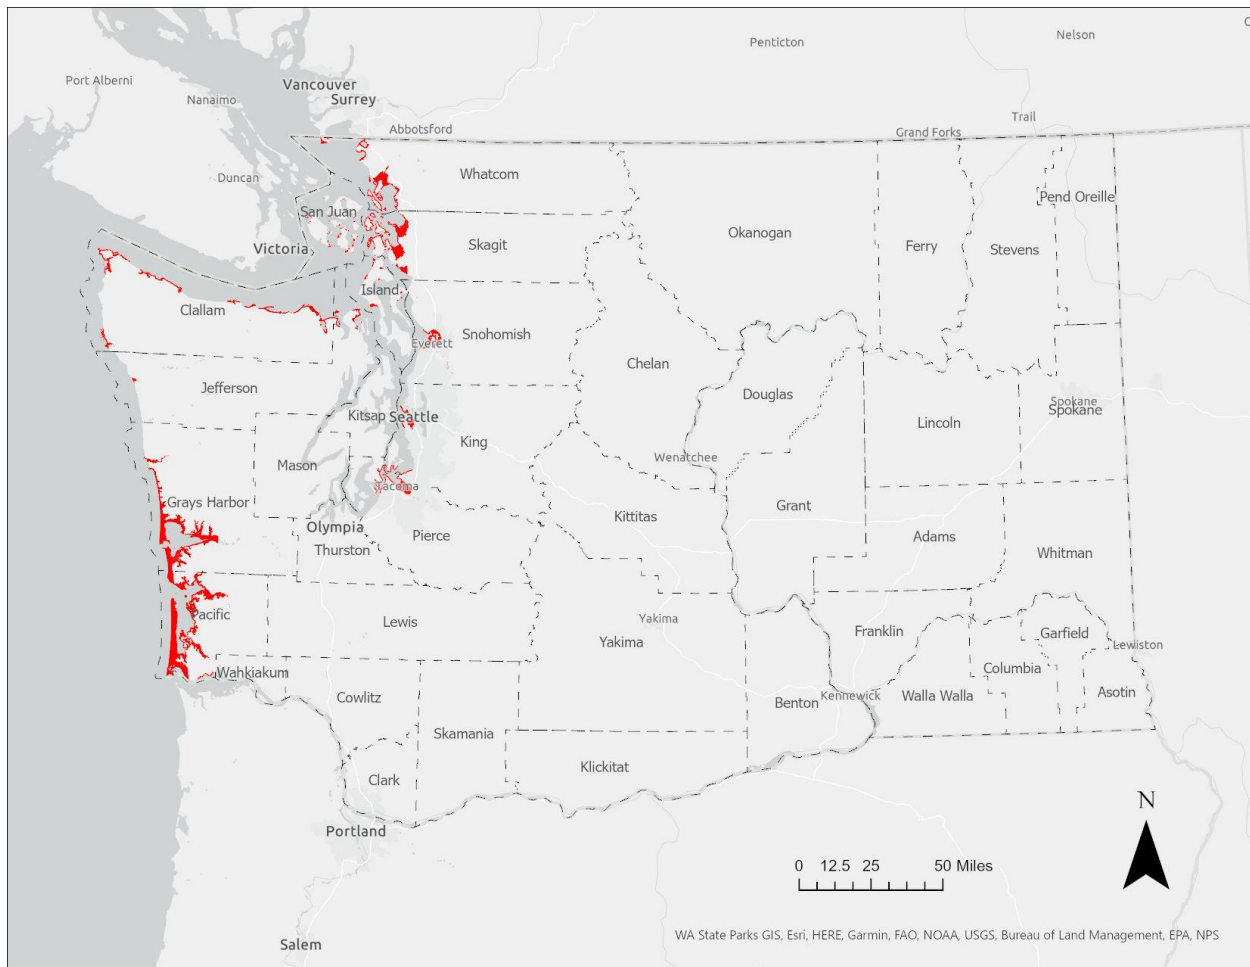 Nelson
Penticton
Port Alberni
Vancouver
Nanaimo
Surrey
Trail
Abbotsford
Grand Forks
Whatcom
Duncan
Pend Oreille
San Juan
Okanogan
Skagit
Ferry
Stevens
Victoria
Island
Clallam
Snohomish
Everett
Chelan
Jefferson
Douglas
Spokane
Spokane
Kitsap
Seattle
Lincoln
King
Wenatchee
Mason
Tacoma
Grays Harbor
Grant
Kittitas
Olympia
Pierce
Adams
Thurston
Whitman
Pacific
Lewis
Yakima
Yakima
Franklin
Garfield
Lewiston
Columbia
Wahkiakum
Cowlitz
Benton
Kennewick
Walla Walla
Asotin
Skamania
Klickitat
Clark
N
Portland
0 12.5 25 50 Miles
WA State Parks GIS, Esri, HERE, Garmin, FAO, NOAA, USGS, Bureau of Land Management, EPA, NPS
Salem